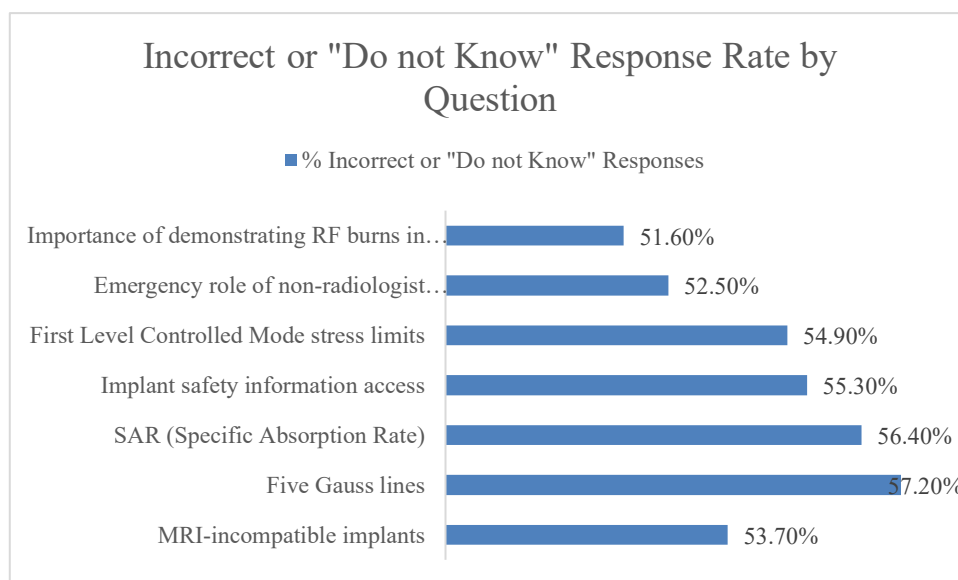 Incorrect or "Do not Know" Response Rate by
Question
% Incorrect or "Do not Know" Responses
Importance of demonstrating RF burns in… 51.60%
Emergency role of non-radiologist… 52.50%
First Level Controlled Mode stress limits 54.90%
Implant safety information access 55.30%
SAR (Specific Absorption Rate) 56.40%
Five Gauss lines 57.20%
MRI-incompatible implants 53.70%